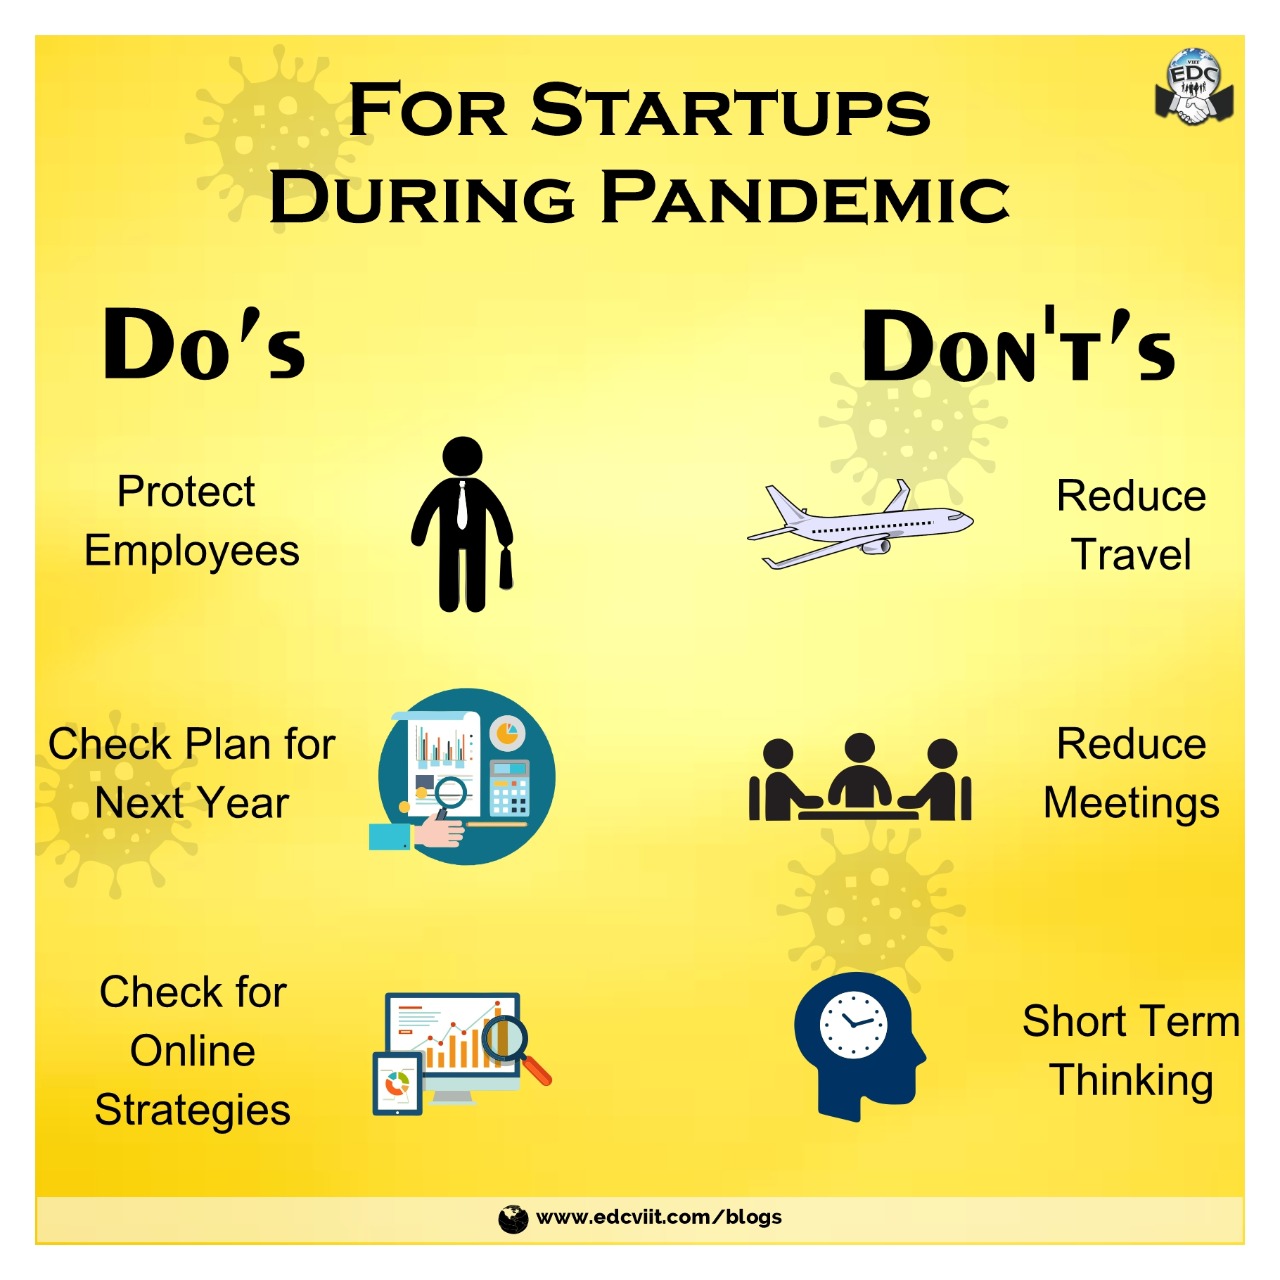 VIIT
EDC
For Startups
During Pandemic
Do's
Don't's
Protect
Employees
Reduce
Travel
Check Plan for
Next Year
Reduce
Meetings
Check for
Online
Strategies
Short Term
Thinking
www.edcviit.com/blogs